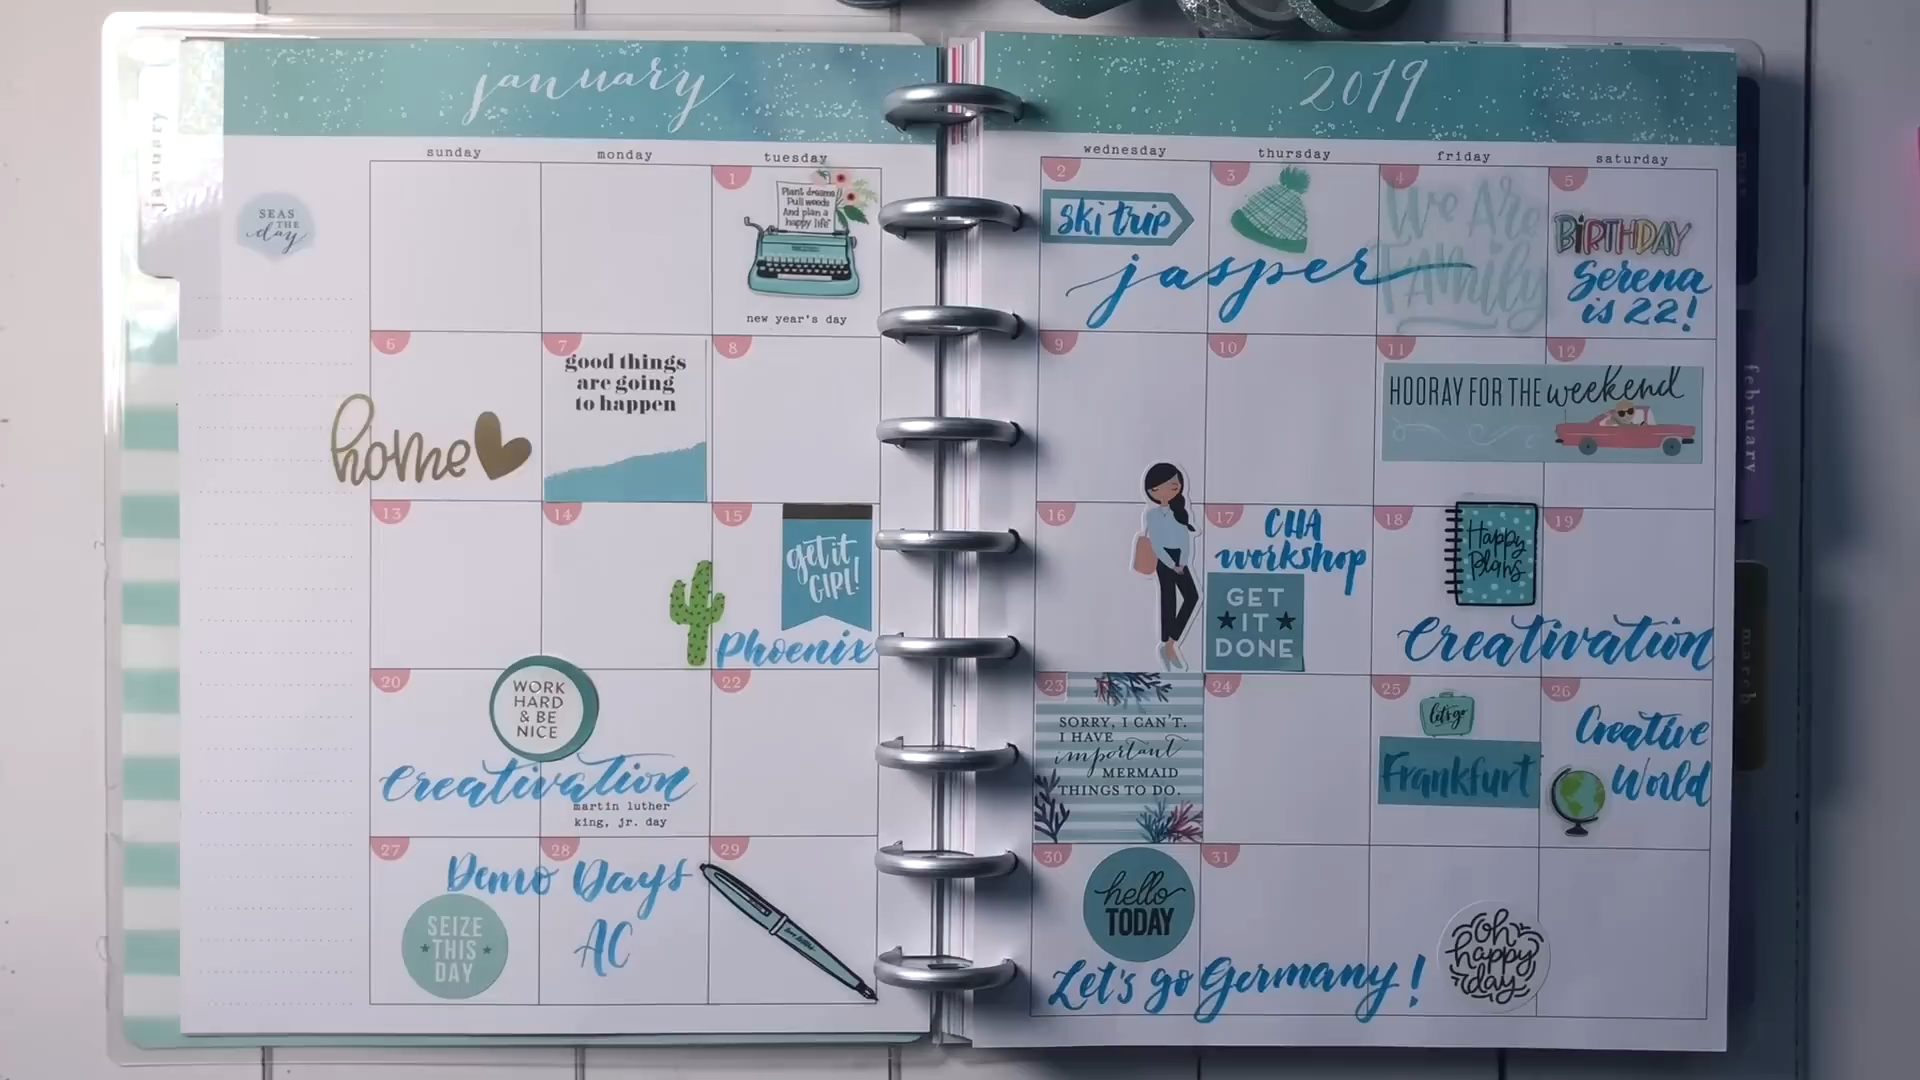 january
2019
january
sunday
monday
tuesday
wednesday
thursday
friday
saturday
SEAS
THE
day
1
Plant dreams
Pull weeds
And plan a
happy life
new year's day
2
ski trip
3
jasper
4
We Are
Family
5
BIRTHDAY
Serena
is 22!
6
home
7
good things
are going
to happen
8
9
10
11
12
HOORAY FOR THE weekend
13
14
15
get it
GIRL!
Phoenix
16
17
CHA
workshop
GET
IT
DONE
18
Happy
Plans
19
Creativation
20
WORK
HARD
& BE
NICE
Creativation
martin luther
king, jr. day
22
23
SORRY, I CAN'T.
I HAVE
important
MERMAID
THINGS TO DO.
24
25
let's go
Frankfurt
26
Creative
World
27
28
Demo Days
SEIZE
THIS
DAY
AC
29
30
hello
TODAY
31
Let's go Germany!
oh
happy
day
february
march